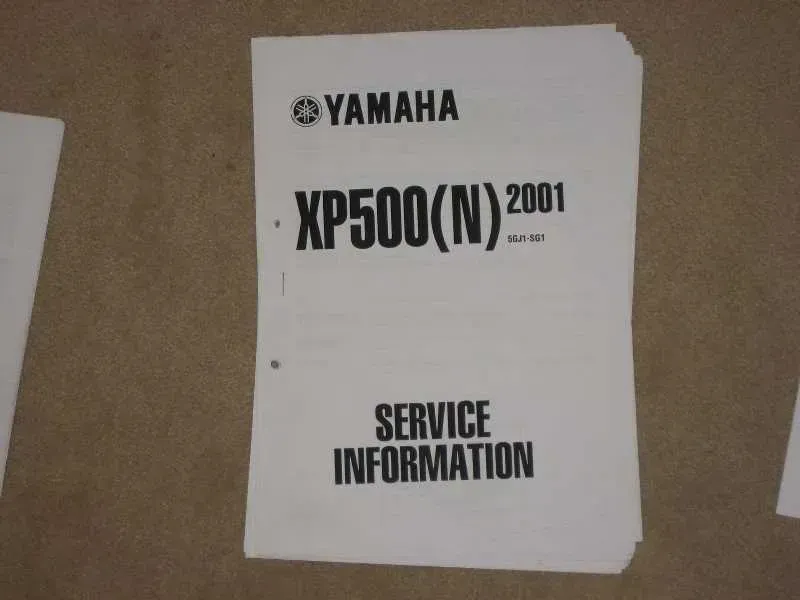 YAMAHA
XP500(N) 2001
5GJ1-SG1
SERVICE
INFORMATION